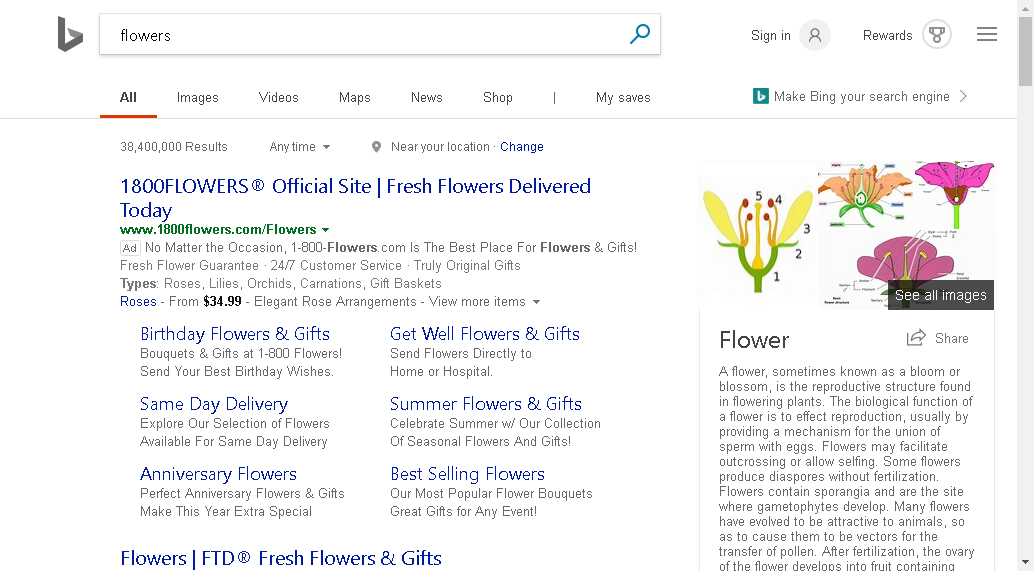 flowers
Sign in
Rewards
All
Images
Videos
Maps
News
Shop
|
My saves
Make Bing your search engine
38,400,000 Results
Any time
Near your location · Change
1800FLOWERS® Official Site | Fresh Flowers Delivered
Today
www.1800flowers.com/Flowers
Ad No Matter the Occasion, 1-800-Flowers.com Is The Best Place For Flowers & Gifts!
Fresh Flower Guarantee · 24/7 Customer Service · Truly Original Gifts
Types: Roses, Lilies, Orchids, Carnations, Gift Baskets
Roses - From $34.99 - Elegant Rose Arrangements - View more items
Birthday Flowers & Gifts
Bouquets & Gifts at 1-800 Flowers!
Send Your Best Birthday Wishes.
Get Well Flowers & Gifts
Send Flowers Directly to
Home or Hospital.
Same Day Delivery
Explore Our Selection of Flowers
Available For Same Day Delivery
Summer Flowers & Gifts
Celebrate Summer w/ Our Collection
Of Seasonal Flowers And Gifts!
Anniversary Flowers
Perfect Anniversary Flowers & Gifts
Make This Year Extra Special
Best Selling Flowers
Our Most Popular Flower Bouquets
Great Gifts for Any Event!
Flowers | FTD® Fresh Flowers & Gifts
5
4
3
2
1
See all images
Flower
Share
A flower, sometimes known as a bloom or
blossom, is the reproductive structure found
in flowering plants. The biological function of
a flower is to effect reproduction, usually by
providing a mechanism for the union of
sperm with eggs. Flowers may facilitate
outcrossing or allow selfing. Some flowers
produce diaspores without fertilization.
Flowers contain sporangia and are the site
where gametophytes develop. Many flowers
have evolved to be attractive to animals, so
as to cause them to be vectors for the
transfer of pollen. After fertilization, the ovary
of the flower develops into fruit containing